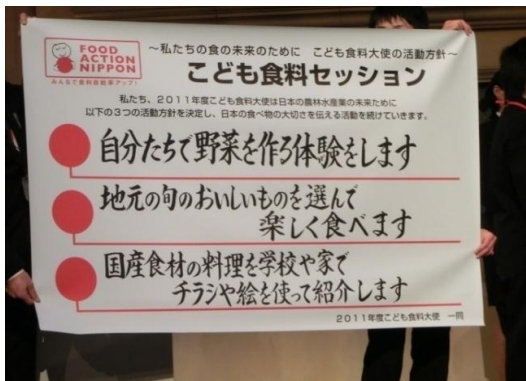 FOOD
ACTION
NIPPON
みんなで食料自給率アップ!
〜私たちの食の未来のために こども食料大使の活動方針〜
こども食料セッション
私たち、2011年度こども食料大使は日本の農林水産業の未来ために
以下の3つの活動方針を決定し、日本の食べ物の大切さを伝える活動を続けていきます。
自分たちで野菜を作る体験をします
地元の旬のおいしいものを選んで
楽しく食べます
国産食材の料理を学校や家で
チラシや絵を使って紹介します
2011年度こども食料大使 一同